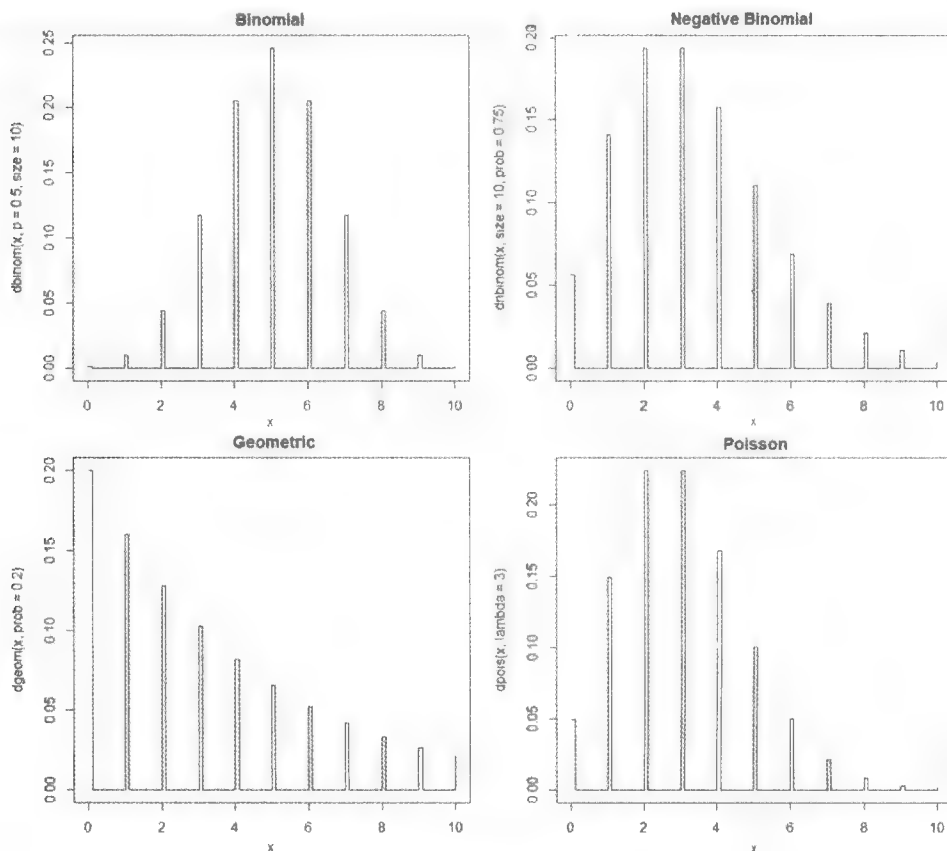 Binomial
dbinom(x, p = 0.5, size = 10)
0.00 0.05 0.10 0.15 0.20 0.25
0 2 4 6 8 10
x
Negative Binomial
dnbinom(x, size = 10, prob = 0.75)
0.00 0.05 0.10 0.15 0.20
0 2 4 6 8 10
x
Geometric
dgeom(x, prob = 0.2)
0.00 0.05 0.10 0.15 0.20
0 2 4 6 8 10
x
Poisson
dpois(x, lambda = 3)
0.00 0.05 0.10 0.15 0.20
0 2 4 6 8 10
x